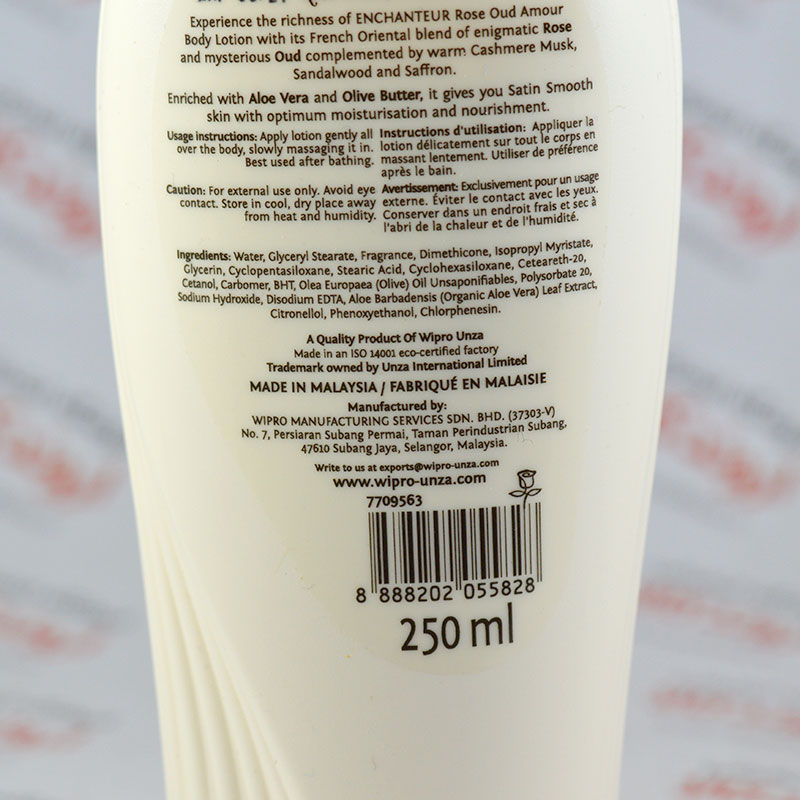 Experience the richness of ENCHANTEUR Rose Oud Amour
Body Lotion with its French Oriental blend of enigmatic Rose
and mysterious Oud complemented by warm Cashmere Musk,
Sandalwood and Saffron.
Enriched with Aloe Vera and Olive Butter, it gives you Satin Smooth
skin with optimum moisturisation and nourishment.
Usage instructions: Apply lotion gently all
over the body, slowly massaging it in.
Best used after bathing.
Instructions d'utilisation: Appliquer la
lotion délicatement sur tout le corps en
massant lentement. Utiliser de préférence
après le bain.
Caution: For external use only. Avoid eye
contact. Store in cool, dry place away
from heat and humidity.
Avertissement: Exclusivement pour un usage
externe. Éviter le contact avec les yeux.
Conserver dans un endroit frais et sec à
l'abri de la chaleur et de l'humidité.
Ingredients: Water, Glyceryl Stearate, Fragrance, Dimethicone, Isopropyl Myristate,
Glycerin, Cyclopentasiloxane, Stearic Acid, Cyclohexasiloxane, Ceteareth-20,
Cetanol, Carbomer, BHT, Olea Europaea (Olive) Oil Unsaponifiables, Polysorbate 20,
Sodium Hydroxide, Disodium EDTA, Aloe Barbadensis (Organic Aloe Vera) Leaf Extract,
Citronellol, Phenoxyethanol, Chlorphenesin.
A Quality Product Of Wipro Unza
Made in an ISO 14001 eco-certified factory
Trademark owned by Unza International Limited
MADE IN MALAYSIA / FABRIQUÉ EN MALAISIE
Manufactured by:
WIPRO MANUFACTURING SERVICES SDN. BHD. (37303-V)
No. 7, Persiaran Subang Permai, Taman Perindustrian Subang,
47610 Subang Jaya, Selangor, Malaysia.
Write to us at exports@wipro-unza.com
www.wipro-unza.com
7709563
8 888202 055828
250 ml